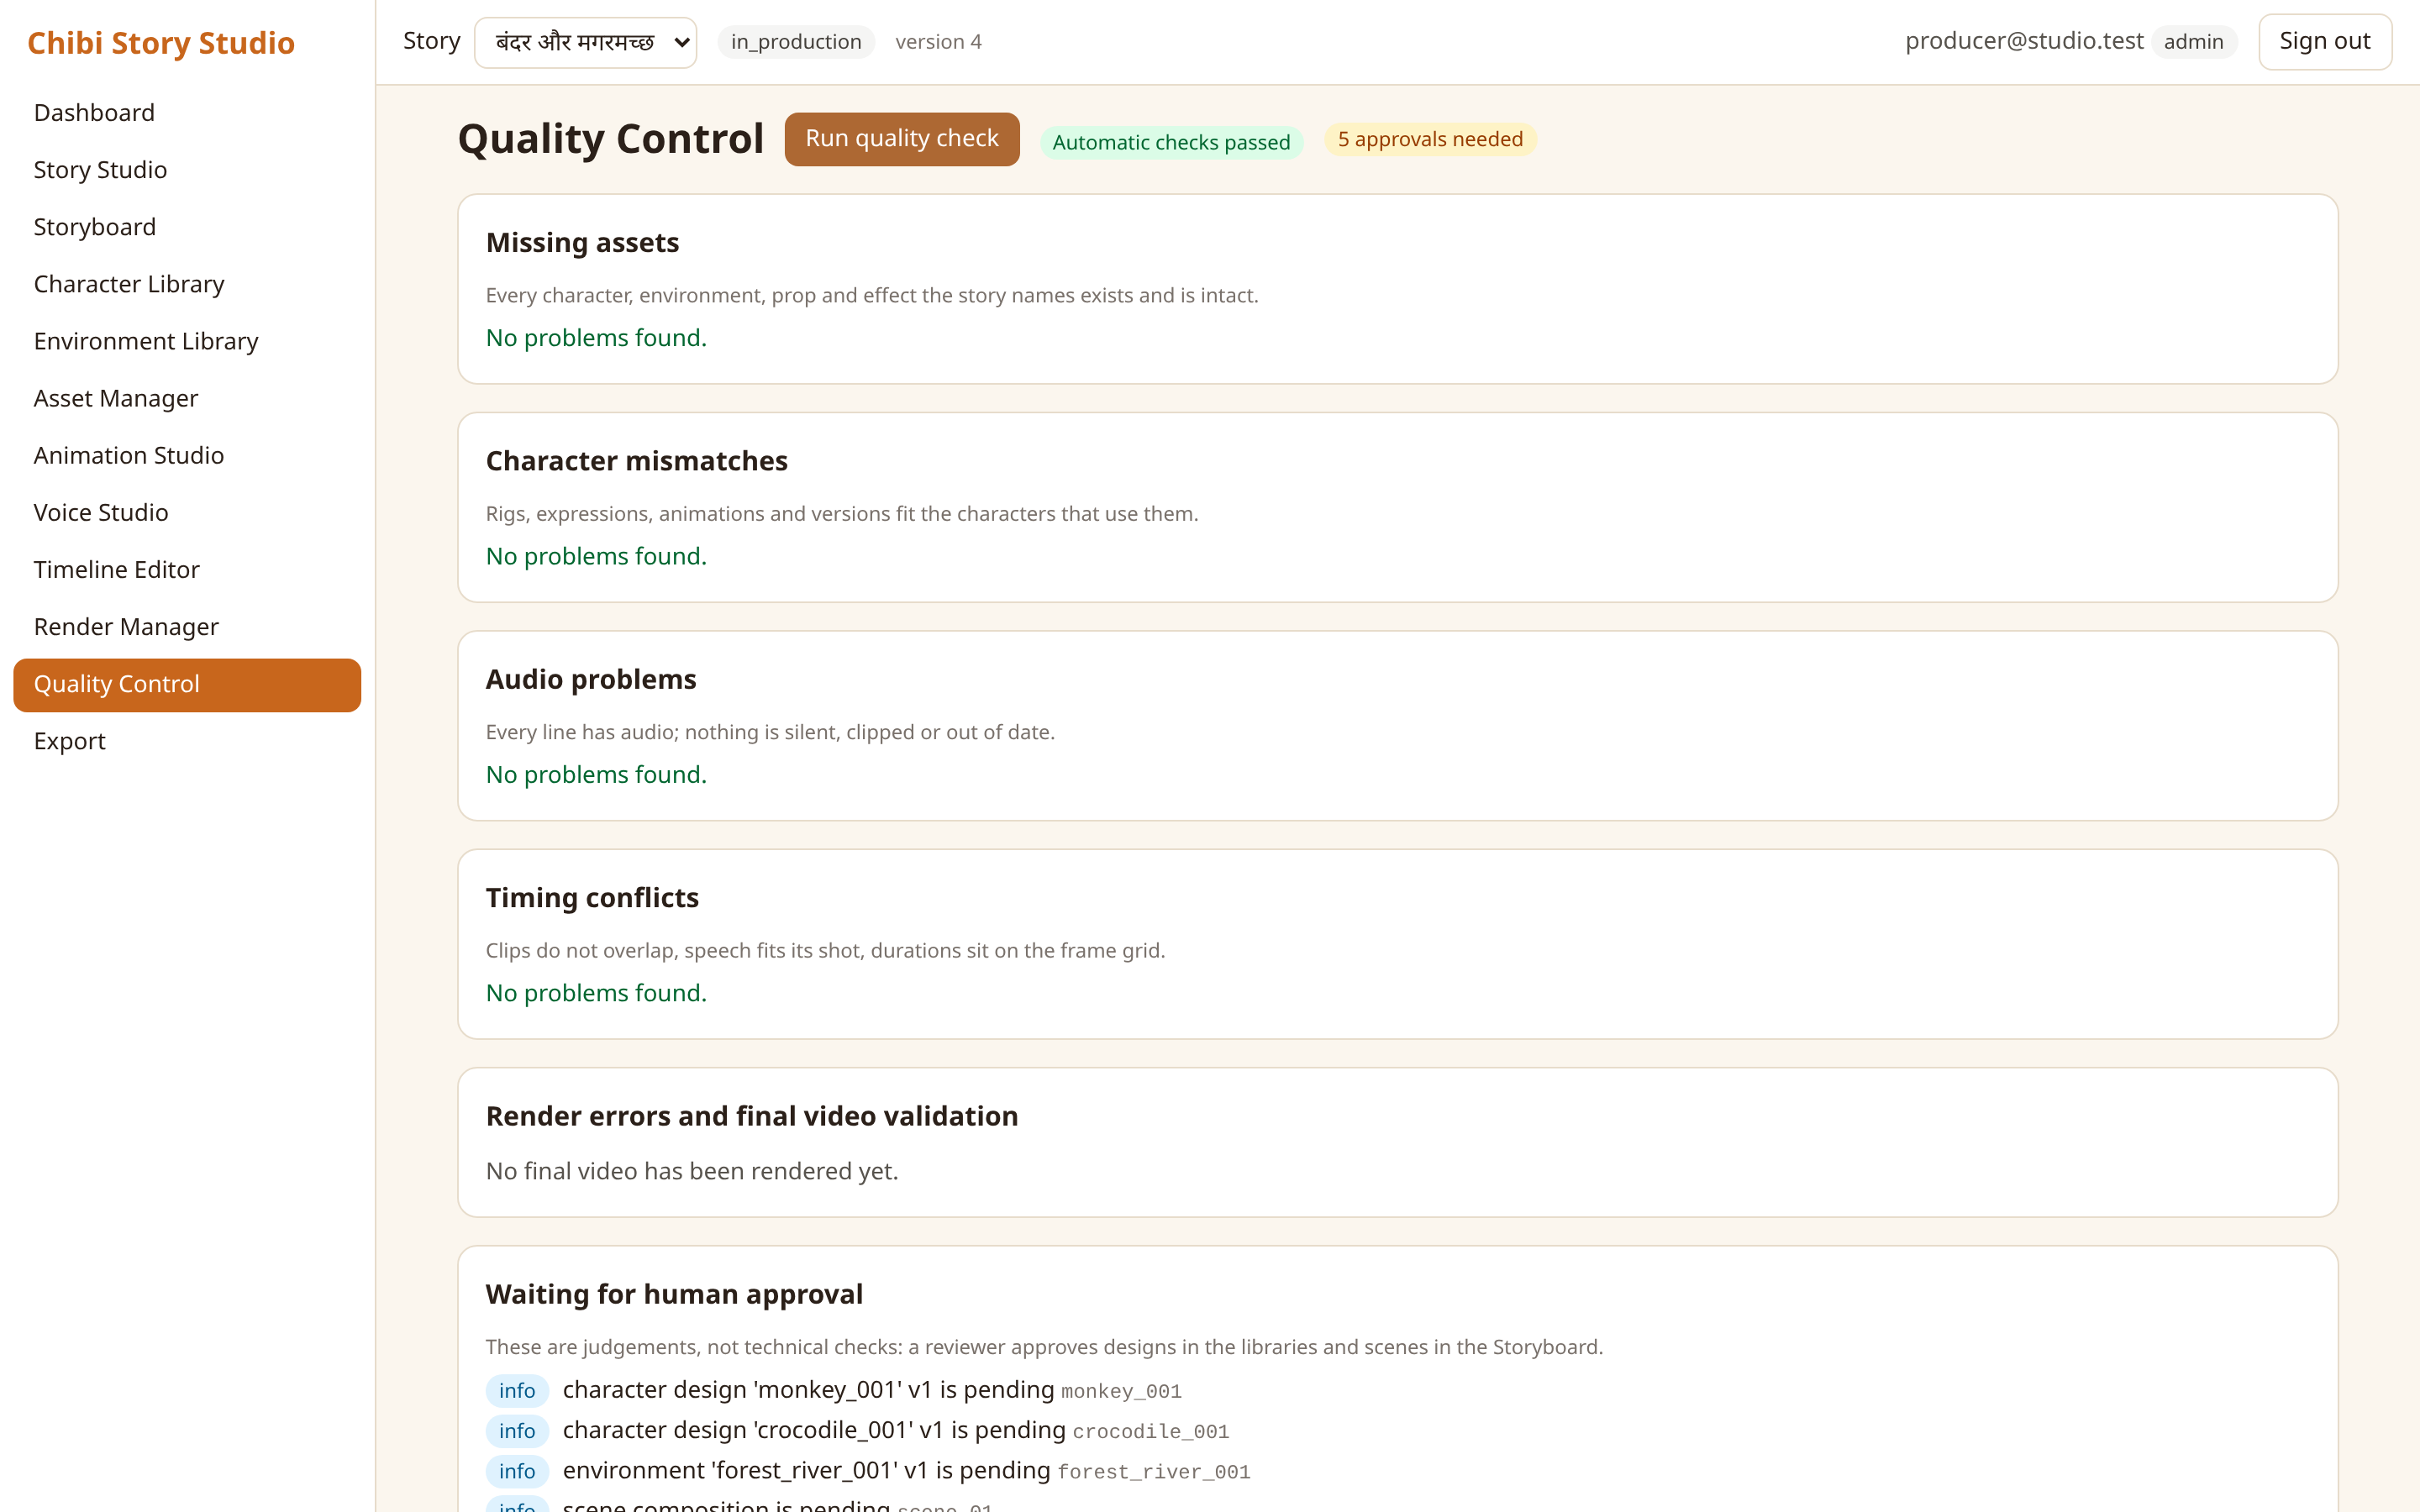 Chibi Story Studio
Dashboard
Story Studio
Storyboard
Character Library
Environment Library
Asset Manager
Animation Studio
Voice Studio
Timeline Editor
Render Manager
Quality Control
Export
Story बंदर और मगरमच्छ in_production version 4 producer@studio.test admin Sign out
Quality Control Run quality check Automatic checks passed 5 approvals needed
Missing assets
Every character, environment, prop and effect the story names exists and is intact.
No problems found.
Character mismatches
Rigs, expressions, animations and versions fit the characters that use them.
No problems found.
Audio problems
Every line has audio; nothing is silent, clipped or out of date.
No problems found.
Timing conflicts
Clips do not overlap, speech fits its shot, durations sit on the frame grid.
No problems found.
Render errors and final video validation
No final video has been rendered yet.
Waiting for human approval
These are judgements, not technical checks: a reviewer approves designs in the libraries and scenes in the Storyboard.
info character design 'monkey_001' v1 is pending monkey_001
info character design 'crocodile_001' v1 is pending crocodile_001
info environment 'forest_river_001' v1 is pending forest_river_001
info scene composition is pending scene_01